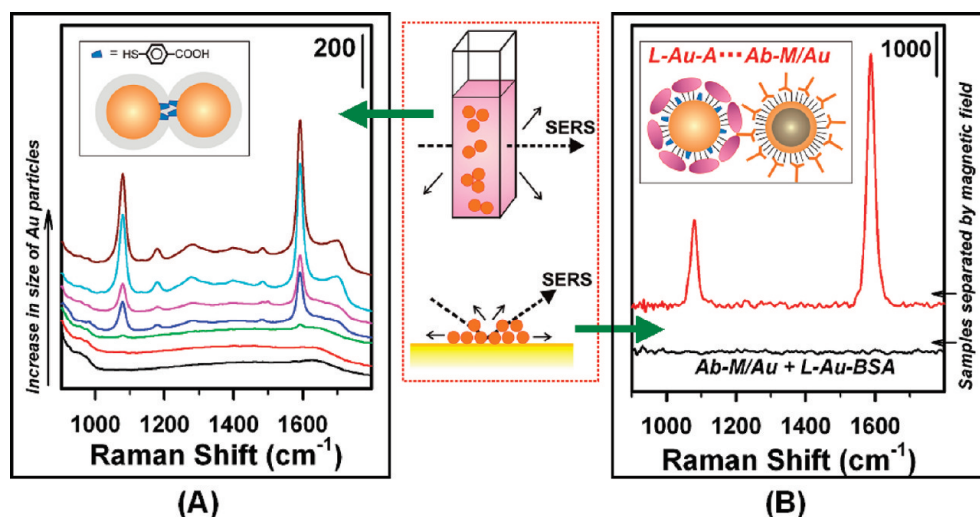 = HS- -COOH
200
Increase in size of Au particles
1000 1200 1400 1600
Raman Shift (cm⁻¹)
(A)
SERS
SERS
1000
L-Au-A···Ab-M/Au
Samples separated by magnetic field
Ab-M/Au + L-Au-BSA
1000 1200 1400 1600
Raman Shift (cm⁻¹)
(B)